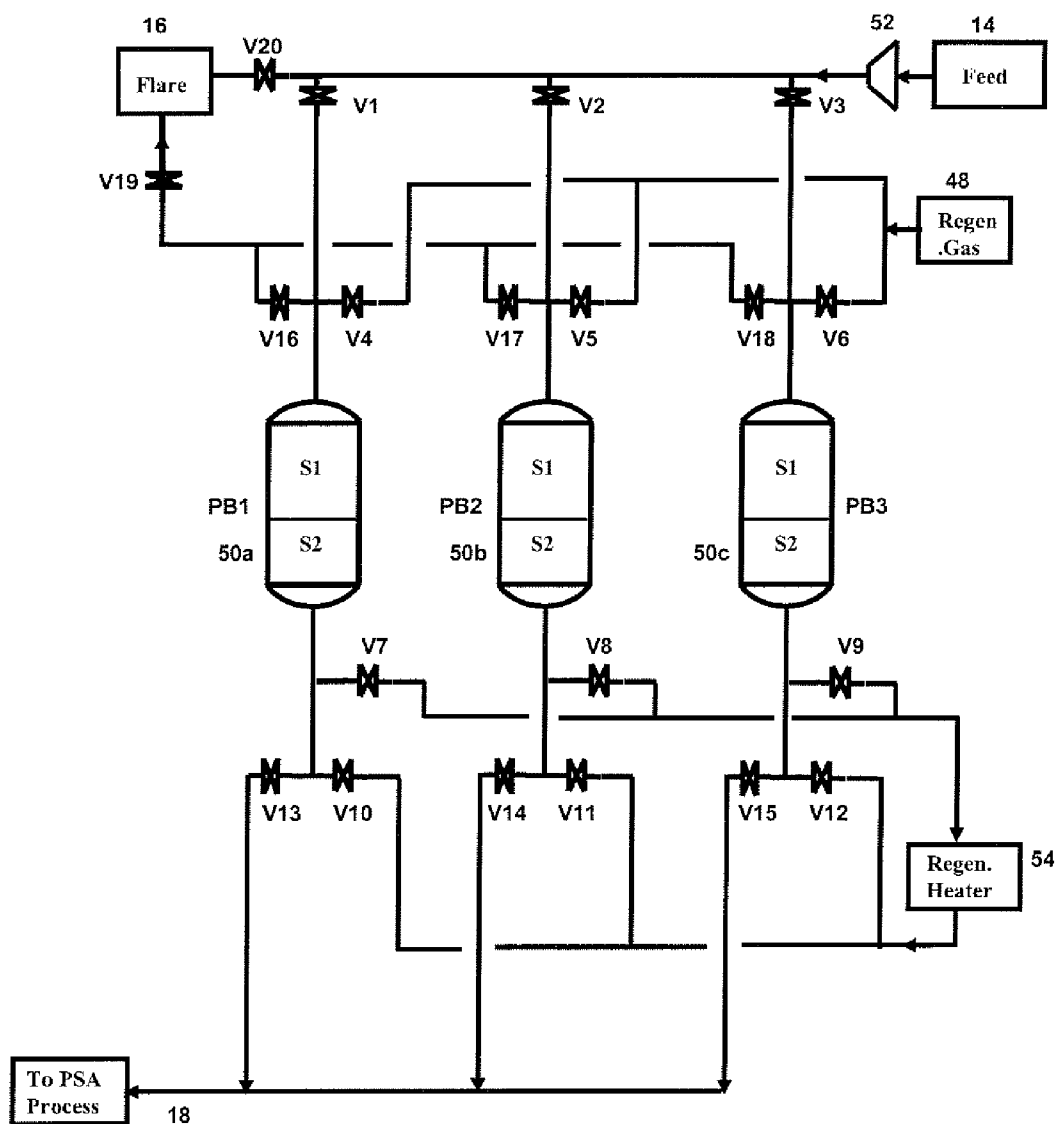 16
V20
52
14
Flare
Feed
V1
V2
V3
V19
48
Regen
.Gas
V16
V4
V17
V5
V18
V6
S1
S1
S1
PB1
PB2
PB3
S2
S2
S2
50a
50b
50c
V7
V8
V9
V13
V10
V14
V11
V15
V12
Regen.
Heater
54
To PSA
Process
18